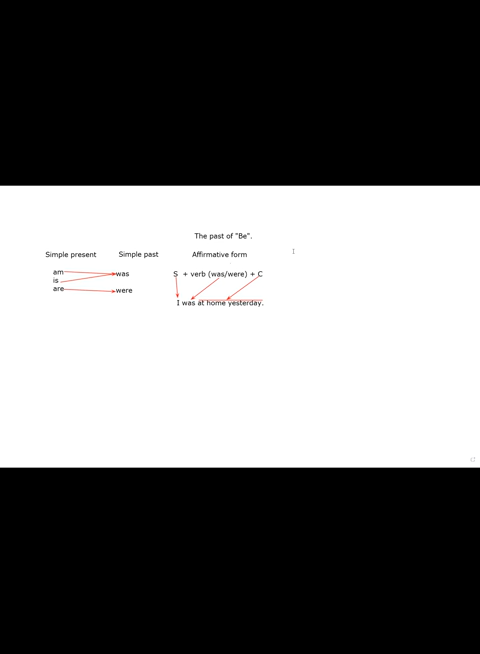 The past of "Be".
Simple present Simple past Affirmative form
am was S + verb (was/were) + C
is
are were
I was at home yesterday.
17